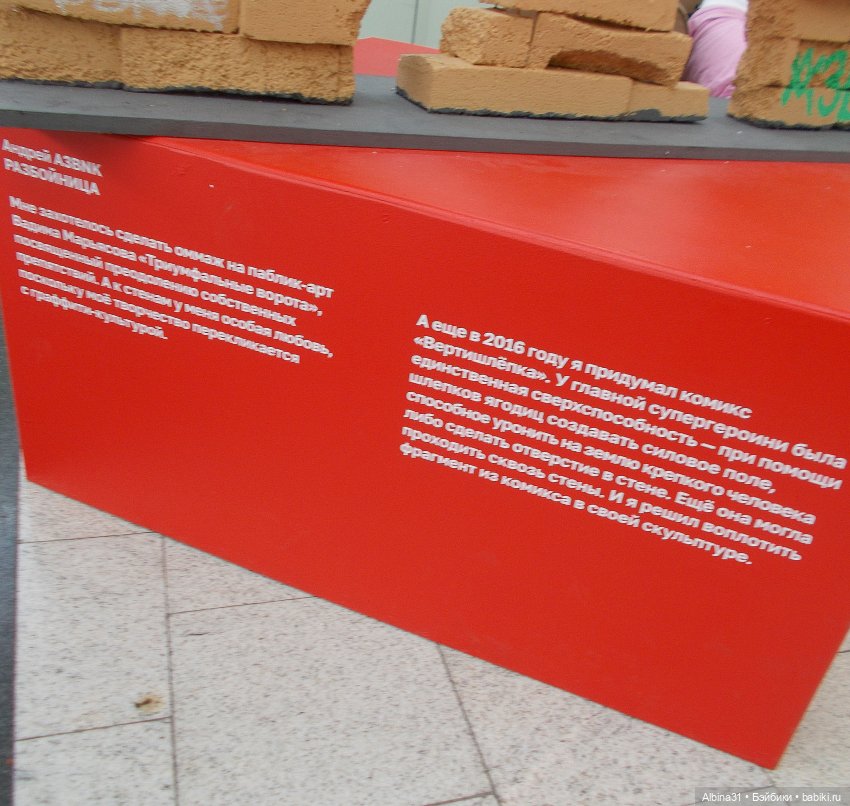 Андрей АЗВNК
РАЗБОЙНИЦА
Мне захотелось сделать оммаж на паблик-арт
Вадима Марьясова «Триумфальные ворота»,
посвященный преодолению собственных
препятствий. А к стенам у меня особая любовь,
поскольку моё творчество перекликается
с граффити-культурой.
А еще в 2016 году я придумал комикс
«Вертишлёпка». У главной супергероини была
единственная сверхспособность — при помощи
шлепков ягодиц создавать силовое поле,
способное уронить на землю крепкого человека
либо сделать отверстие в стене. Ещё она могла
проходить сквозь стены. И я решил воплотить
фрагмент из комикса в своей скульптуре.
Albina31 • Бэйбики • babiki.ru